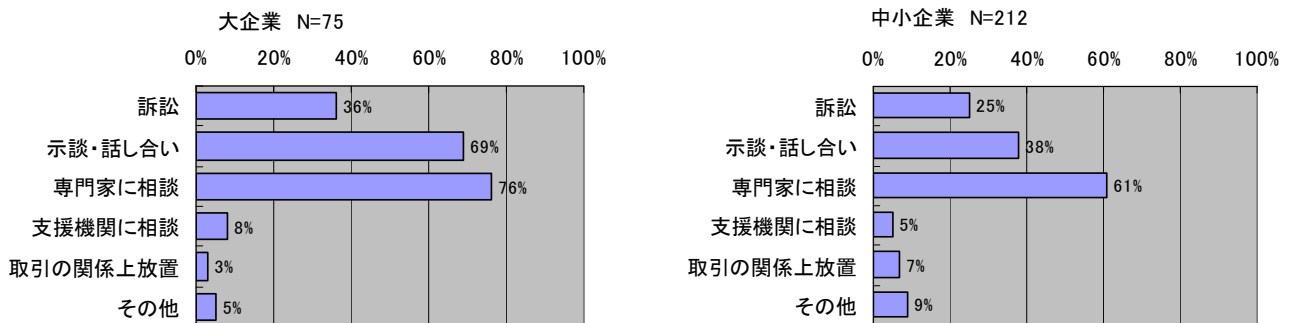 大企業 N=75
0% 20% 40% 60% 80% 100%
訴訟 36%
示談・話し合い 69%
専門家に相談 76%
支援機関に相談 8%
取引の関係上放置 3%
その他 5%
中小企業 N=212
0% 20% 40% 60% 80% 100%
訴訟 25%
示談・話し合い 38%
専門家に相談 61%
支援機関に相談 5%
取引の関係上放置 7%
その他 9%